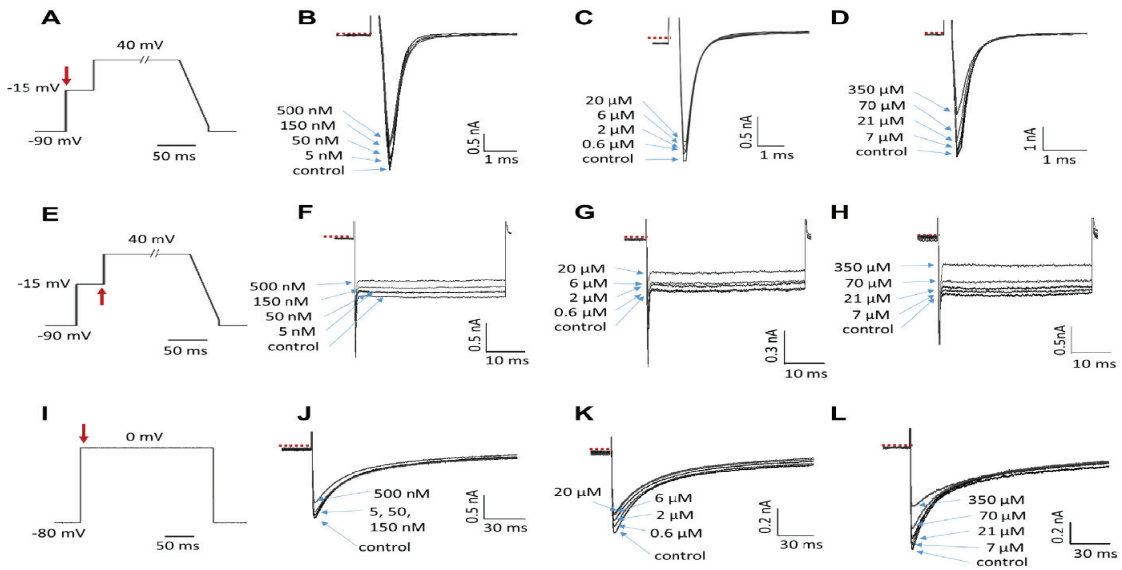 A
40 mV
-15 mV
-90 mV
50 ms
B
500 nM
150 nM
50 nM
5 nM
control
0.5 nA
1 ms
C
20 µM
6 µM
2 µM
0.6 µM
control
0.5 nA
1 ms
D
350 µM
70 µM
21 µM
7 µM
control
1 nA
1 ms
E
40 mV
-15 mV
-90 mV
50 ms
F
500 nM
150 nM
50 nM
5 nM
control
0.5 nA
10 ms
G
20 µM
6 µM
2 µM
0.6 µM
control
0.3 nA
10 ms
H
350 µM
70 µM
21 µM
7 µM
control
0.5nA
10 ms
I
0 mV
-80 mV
50 ms
J
500 nM
5, 50,
150 nM
control
0.5 nA
30 ms
K
20 µM
6 µM
2 µM
0.6 µM
control
0.2 nA
30 ms
L
350 µM
70 µM
21 µM
7 µM
control
0.2 nA
30 ms